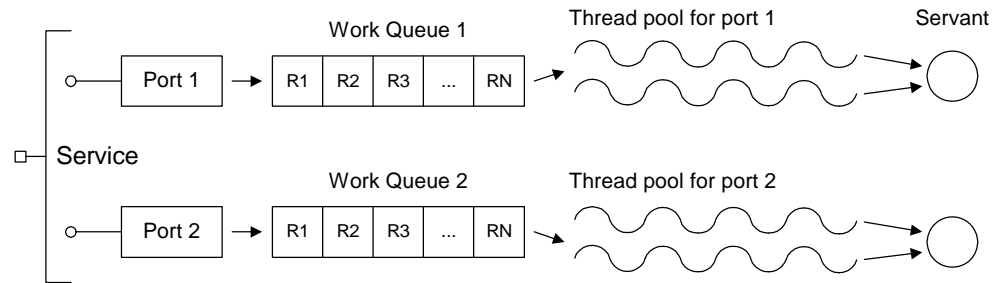 Work Queue 1
Thread pool for port 1
Servant
Port 1
R1 R2 R3 ... RN
Service
Work Queue 2
Thread pool for port 2
Port 2
R1 R2 R3 ... RN